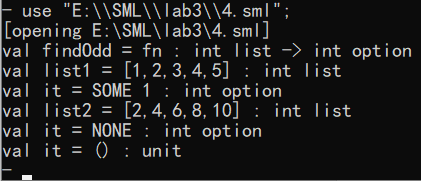 - use "E:\\SML\\lab3\\4.sml";
[opening E:\SML\lab3\4.sml]
val findOdd = fn : int list -> int option
val list1 = [1,2,3,4,5] : int list
val it = SOME 1 : int option
val list2 = [2,4,6,8,10] : int list
val it = NONE : int option
val it = () : unit
-